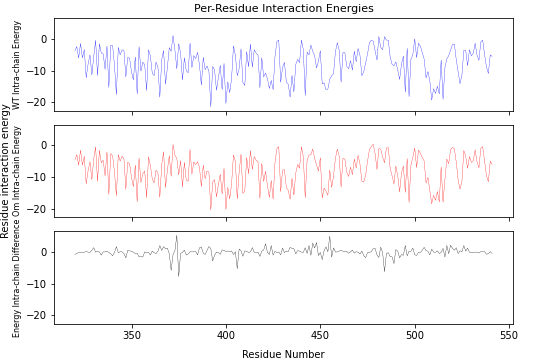 Per-Residue Interaction Energies
Residue interaction energy
WT Intra-chain Energy
0
−10
−20
Omi Intra-chain Energy
0
−10
−20
Energy Intra-chain Difference
0
−10
−20
350
400
450
500
550
Residue Number